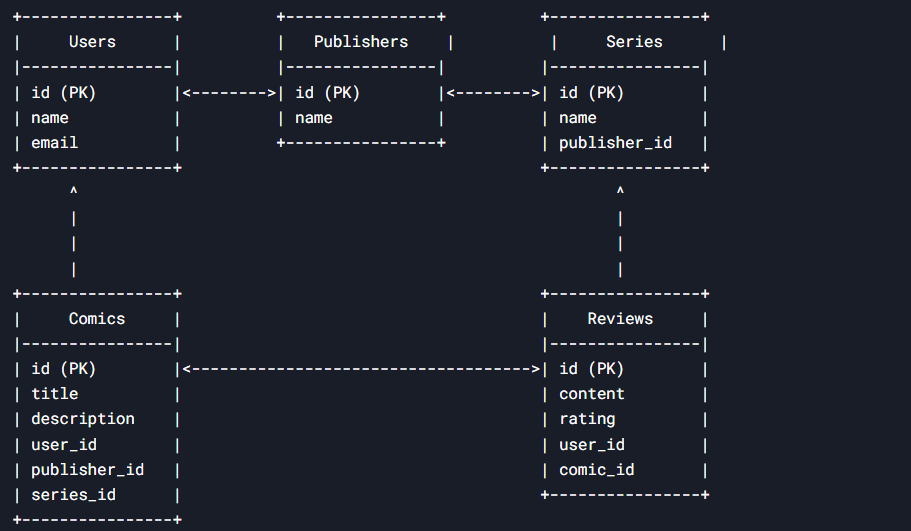 +----------------+          +----------------+          +----------------+
|     Users      |          |   Publishers    |          |     Series      |
|----------------|          |----------------|          |----------------|
| id (PK)        |<-------->| id (PK)        |<-------->| id (PK)        |
| name           |          | name           |          | name           |
| email          |          +----------------+          | publisher_id   |
+----------------+                                      +----------------+
      ^                                                         ^
      |                                                         |
      |                                                         |
      |                                                         |
+----------------+                                      +----------------+
|     Comics     |                                      |    Reviews     |
|----------------|                                      |----------------|
| id (PK)        |<------------------------------------>| id (PK)        |
| title          |                                      | content        |
| description    |                                      | rating         |
| user_id        |                                      | user_id        |
| publisher_id   |                                      | comic_id       |
| series_id      |                                      +----------------+
+----------------+